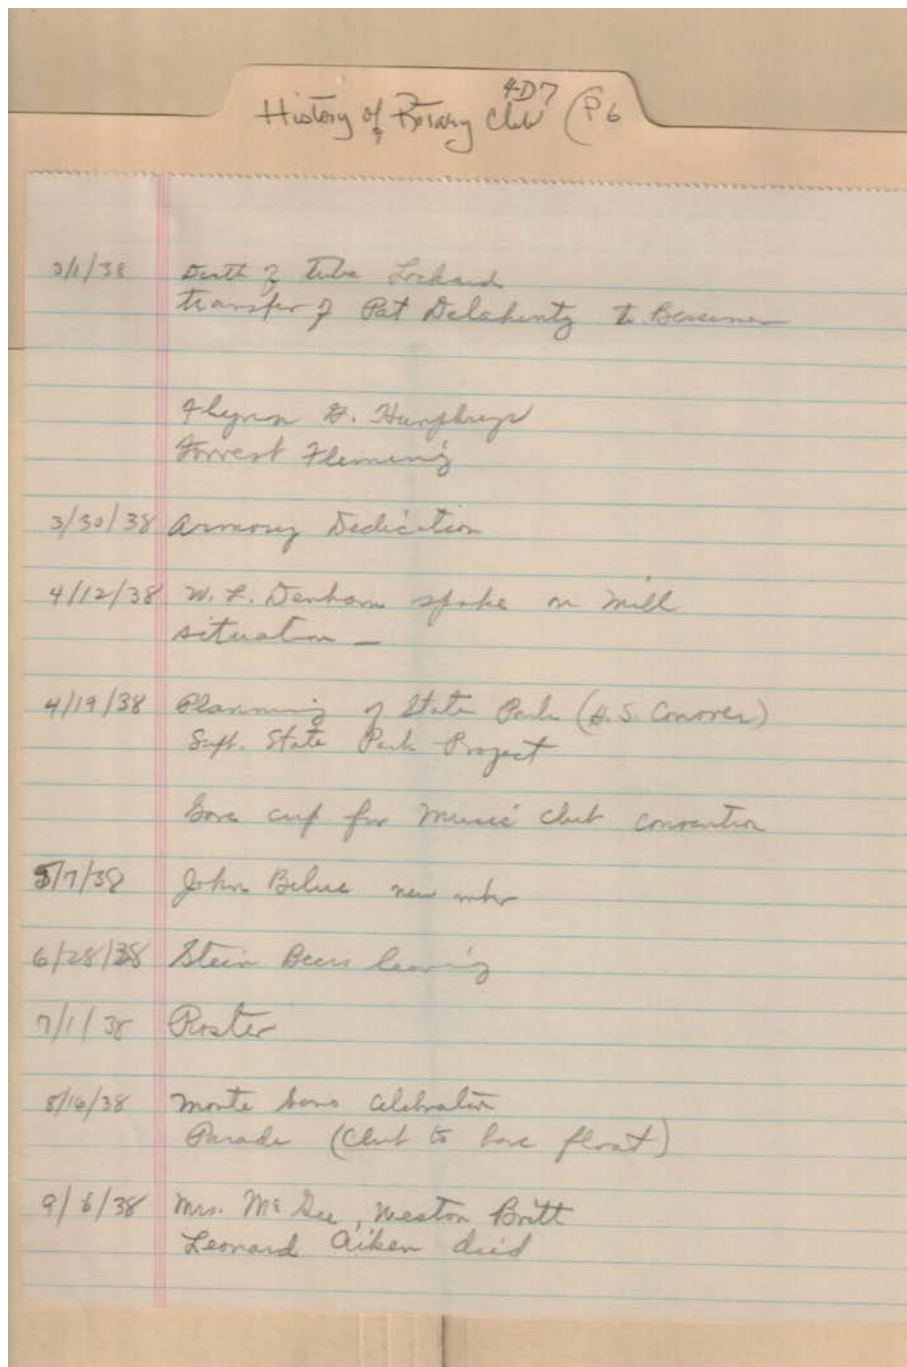 4-D7
History of Rotary Club (P6
3/1/38 Death of Lockard
transfer of Pat Delahenty to Bessemer
G. Humphreys
Forrest Fleming
3/30/38 Armory Dedication
4/12/38 W. L. Denham spoke on mill
situation —
4/19/38 Planning of State Park (H. S. Conover)
Supt. State Park Project
Gave cup for Music Club convention
5/7/38 John Belue new mbr
6/28/38 Stein Beers leaving
7/1/38 Roster
8/16/38 Monte Sano Celebration
Parade (Club to have float)
9/6/38 Mrs. McGee, Weston Britt
Leonard Aiken died